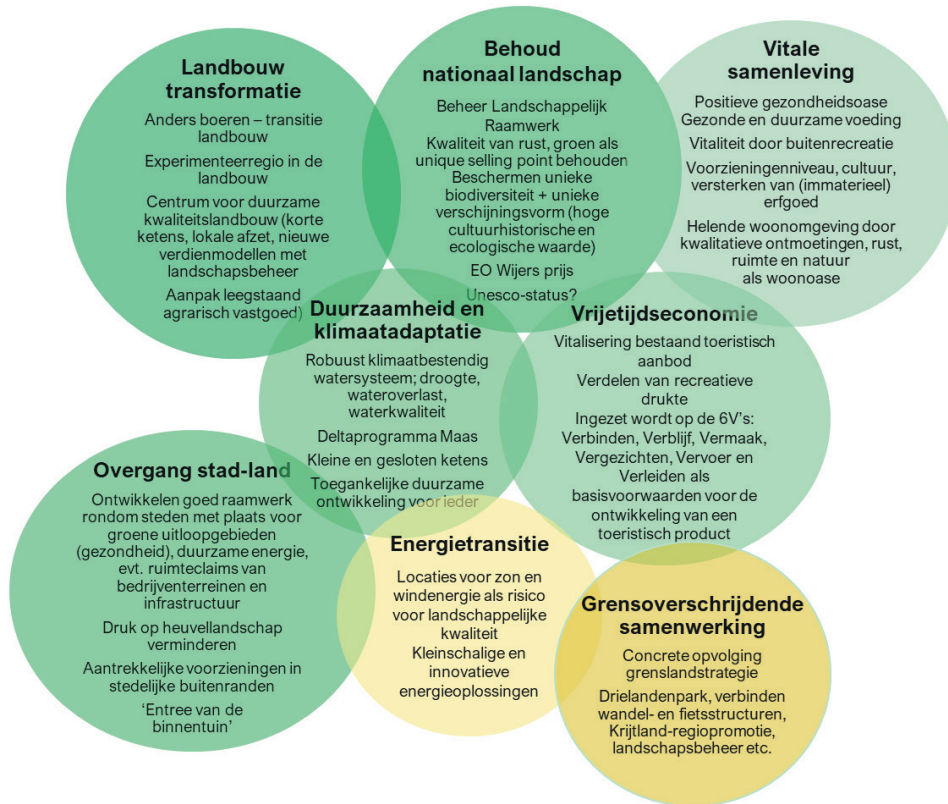 Landbouw
transformatie
Anders boeren – transitie
landbouw
Experimenteerregio in de
landbouw
Centrum voor duurzame
kwaliteitslandbouw (korte
ketens, lokale afzet, nieuwe
verdienmodellen met
landschapsbeheer
Aanpak leegstaand
agrarisch vastgoed)
Behoud
nationaal landschap
Beheer Landschappelijk
Raamwerk
Kwaliteit van rust, groen als
unique selling point behouden
Beschermen unieke
biodiversiteit + unieke
verschijningsvorm (hoge
cultuurhistorische en
ecologische waarde)
EO Wijers prijs
Unesco-status?
Vitale
samenleving
Positieve gezondheidsoase
Gezonde en duurzame voeding
Vitaliteit door buitenrecreatie
Voorzieningenniveau, cultuur,
versterken van (immaterieel)
erfgoed
Helende woonomgeving door
kwalitatieve ontmoetingen, rust,
ruimte en natuur
als woonoase
Duurzaamheid en
klimaatadaptatie
Robuust klimaatbestendig
watersysteem; droogte,
wateroverlast,
waterkwaliteit
Deltaprogramma Maas
Kleine en gesloten ketens
Toegankelijke duurzame
ontwikkeling voor ieder
Vrijetijdseconomie
Vitalisering bestaand toeristisch
aanbod
Verdelen van recreatieve
drukte
Ingezet wordt op de 6V's:
Verbinden, Verblijf, Vermaak,
Vergezichten, Vervoer en
Verleiden als
basisvoorwaarden voor de
ontwikkeling van een
toeristisch product
Overgang stad-land
Ontwikkelen goed raamwerk
rondom steden met plaats voor
groene uitloopgebieden
(gezondheid), duurzame energie,
evt. ruimteclaims van
bedrijventerreinen en
infrastructuur
Druk op heuvellandschap
verminderen
Aantrekkelijke voorzieningen in
stedelijke buitenranden
‘Entree van de
binnentuin’
Energietransitie
Locaties voor zon en
windenergie als risico
voor landschappelijke
kwaliteit
Kleinschalige en
innovatieve
energieoplossingen
Grensoverschrijdende
samenwerking
Concrete opvolging
grenslandstrategie
Drielandenpark, verbinden
wandel- en fietsstructuren,
Krijtland-regiopromotie,
landschapsbeheer etc.